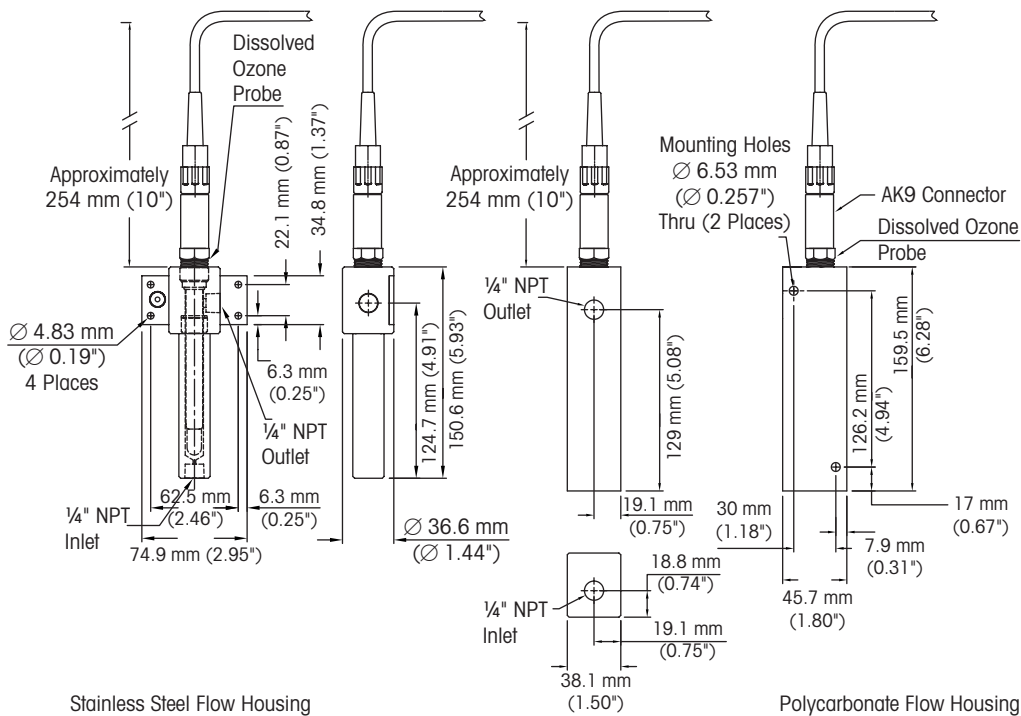 Dissolved
Ozone
Probe
Approximately
254 mm (10")
22.1 mm (0.87")
34.8 mm (1.37")
∅ 4.83 mm
(∅ 0.19")
4 Places
6.3 mm
(0.25")
¼" NPT
Outlet
62.5 mm
(2.46")
6.3 mm
(0.25")
¼" NPT
Inlet
74.9 mm (2.95")
124.7 mm (4.91")
150.6 mm (5.93")
∅ 36.6 mm
(∅ 1.44")
Approximately
254 mm (10")
¼" NPT
Outlet
129 mm (5.08")
19.1 mm
(0.75")
¼" NPT
Inlet
18.8 mm
(0.74")
19.1 mm
(0.75")
38.1 mm
(1.50")
Mounting Holes
∅ 6.53 mm
(∅ 0.257")
Thru (2 Places)
AK9 Connector
Dissolved Ozone
Probe
159.5 mm
(6.28")
126.2 mm
(4.94")
30 mm
(1.18")
17 mm
(0.67")
7.9 mm
(0.31")
45.7 mm
(1.80")
Stainless Steel Flow Housing
Polycarbonate Flow Housing